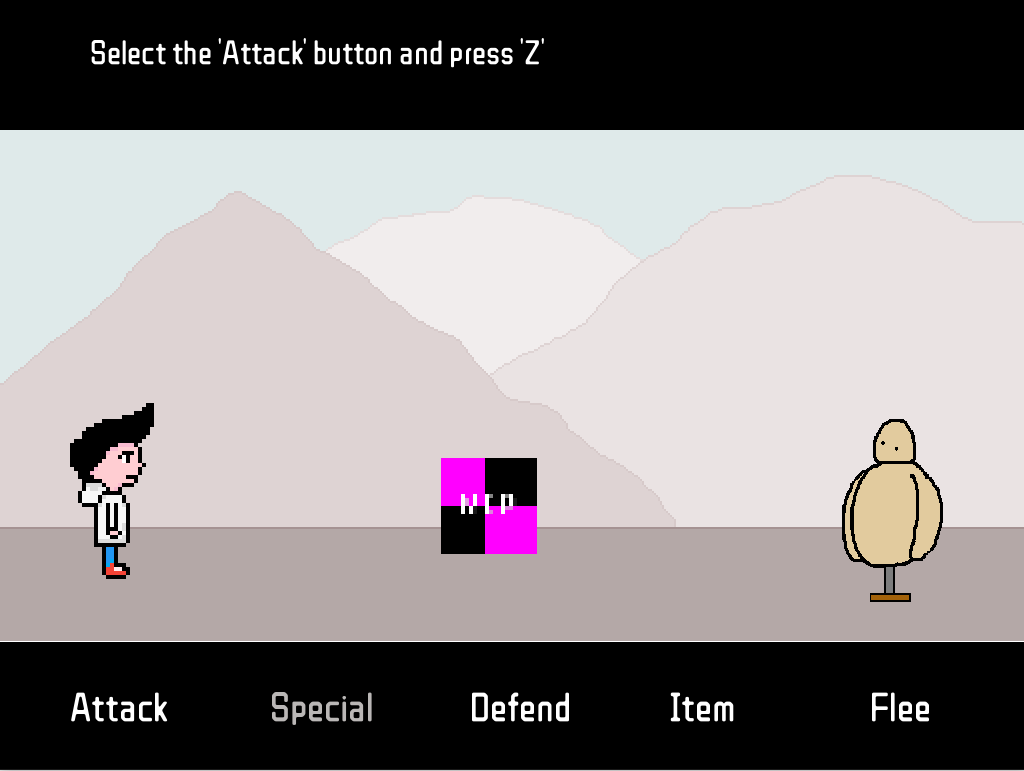 Select the 'Attack' button and press 'Z'
WIP
Attack
Special
Defend
Item
Flee